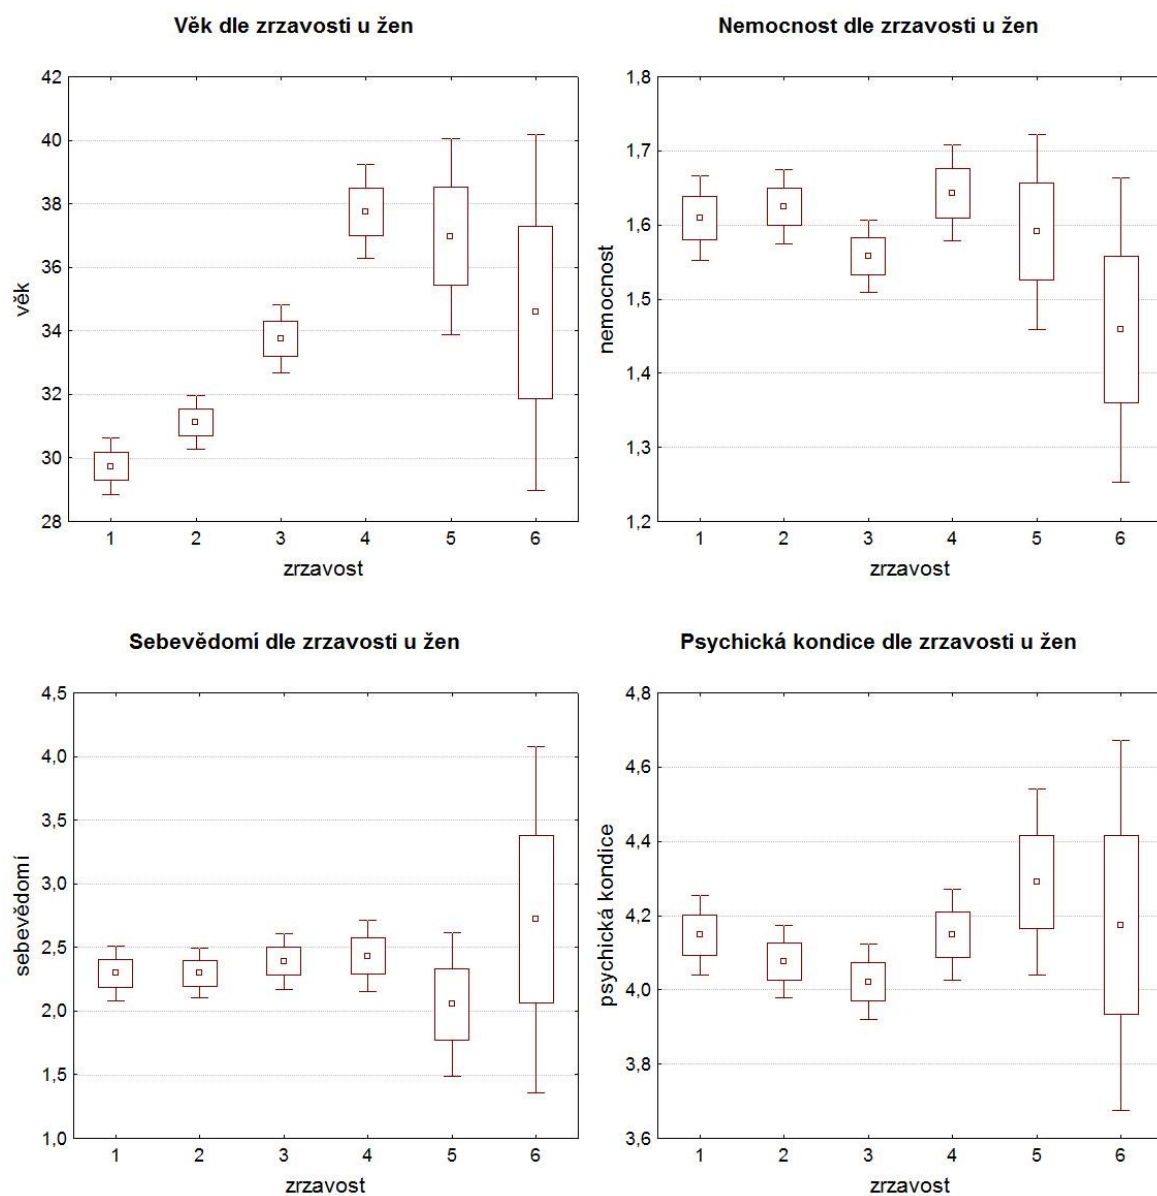 Věk dle zrzavosti u žen
42
40
38
36
34
32
30
28
věk
1 2 3 4 5 6
zrzavost
Nemocnost dle zrzavosti u žen
1,8
1,7
1,6
1,5
1,4
1,3
1,2
nemocnost
1 2 3 4 5 6
zrzavost
Sebevědomí dle zrzavosti u žen
4,5
4,0
3,5
3,0
2,5
2,0
1,5
1,0
sebevědomí
1 2 3 4 5 6
zrzavost
Psychická kondice dle zrzavosti u žen
4,8
4,6
4,4
4,2
4,0
3,8
3,6
psychická kondice
1 2 3 4 5 6
zrzavost